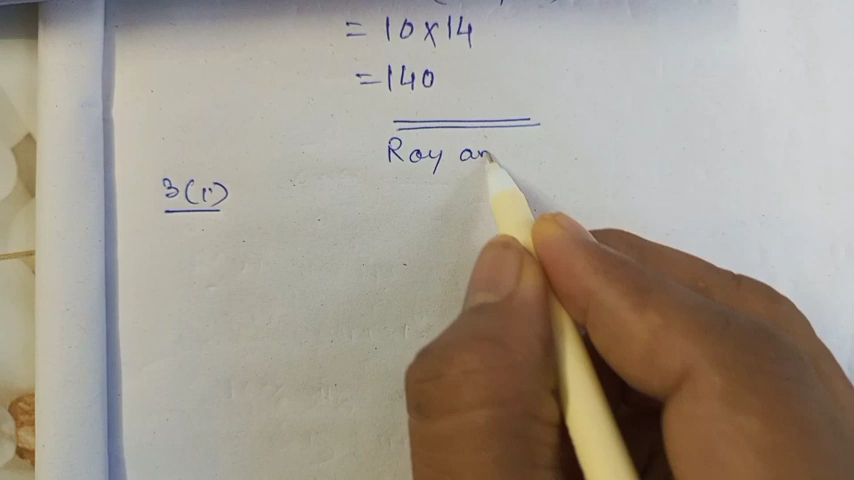 = 10 x 14
= 140
Roy an
3(i)